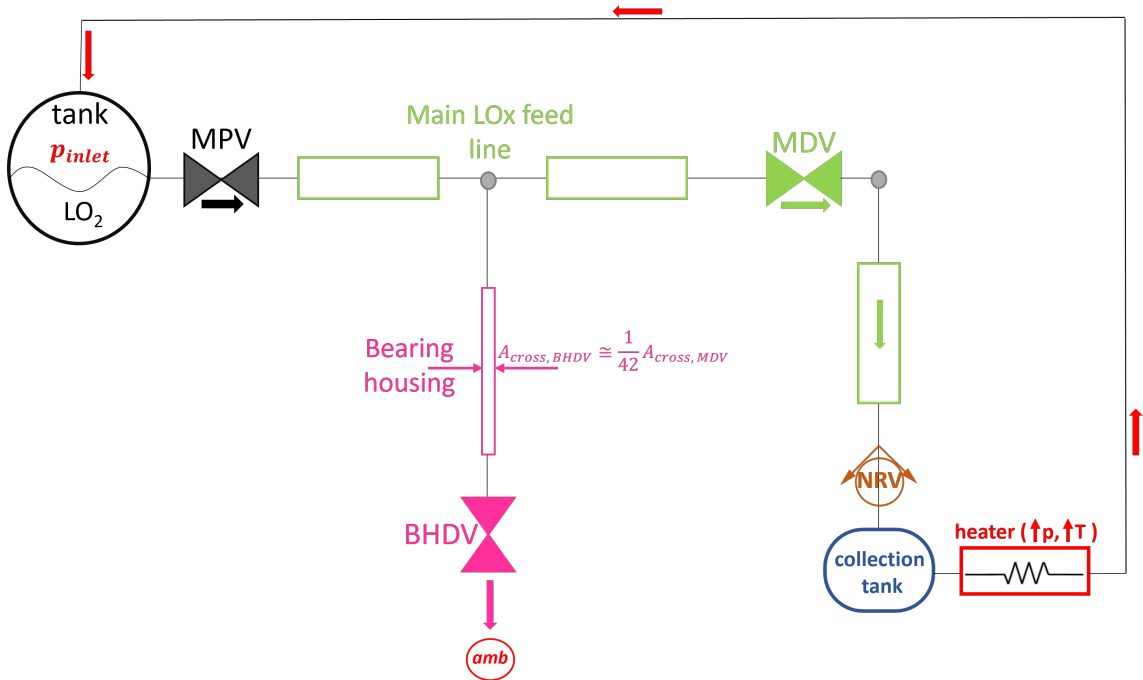 tank
p_inlet
LO₂
MPV
Main LOx feed
line
MDV
Bearing
housing
A_cross,BHDV ≅ 1/42 A_cross,MDV
BHDV
amb
NRV
collection
tank
heater (↑p,↑T )